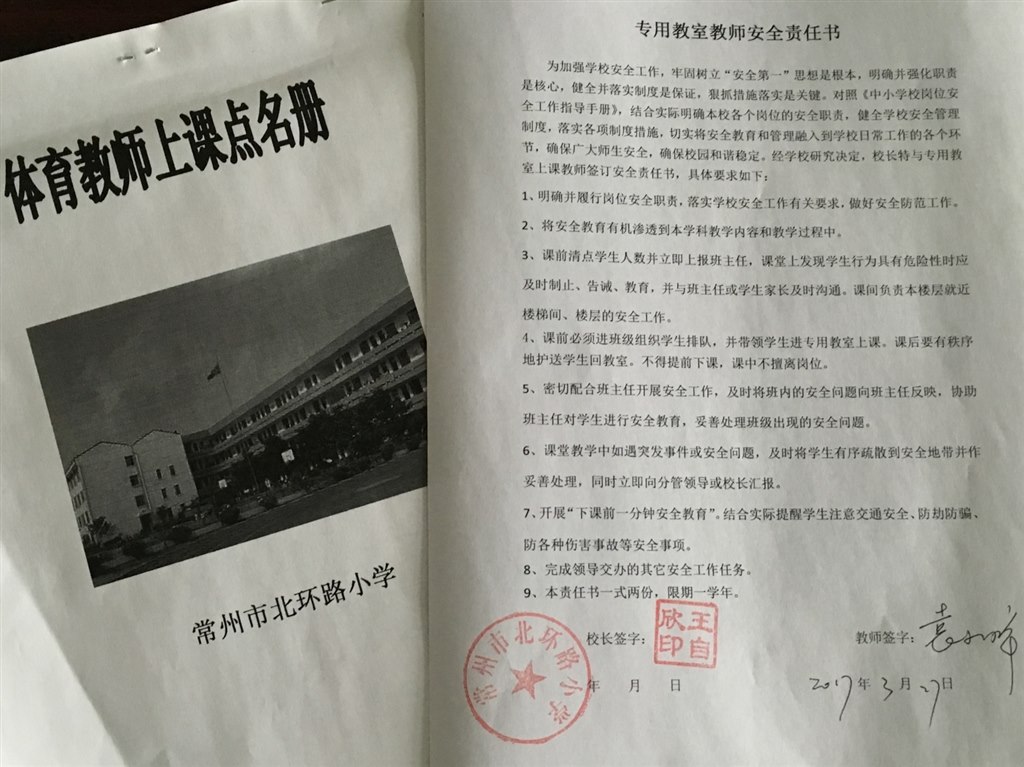 体育教师上课点名册
常州市北环路小学
专用教室教师安全责任书
为加强学校安全工作，牢固树立“安全第一”思想是根本，明确并强化职责
是核心，健全并落实制度是保证，狠抓措施落实是关键。对照《中小学校岗位安
全工作指导手册》，结合实际明确本校各个岗位的安全职责，健全学校安全管理
制度，落实各项制度措施，切实将安全教育和管理融入到学校日常工作的各个环
节，确保广大师生安全，确保校园和谐稳定。经学校研究决定，校长特与专用教
室上课教师签订安全责任书，具体要求如下：
1、明确并履行岗位安全职责，落实学校安全工作有关要求，做好安全防范工作。
2、将安全教育有机渗透到本学科教学内容和教学过程中。
3、课前清点学生人数并立即上报班主任，课堂上发现学生行为具有危险性时应
及时制止、告诫、教育，并与班主任或学生家长及时沟通。课间负责本楼层就近
楼梯间、楼层的安全工作。
4、课前必须进班级组织学生排队，并带领学生进专用教室上课。课后要有秩序
地护送学生回教室。不得提前下课，课中不擅离岗位。
5、密切配合班主任开展安全工作，及时将班内的安全问题向班主任反映，协助
班主任对学生进行安全教育，妥善处理班级出现的安全问题。
6、课堂教学中如遇突发事件或安全问题，及时将学生有序疏散到安全地带并作
妥善处理，同时立即向分管领导或校长汇报。
7、开展“下课前一分钟安全教育”。结合实际提醒学生注意交通安全、防劫防骗、
防各种伤害事故等安全事项。
8、完成领导交办的其它安全工作任务。
9、本责任书一式两份，限期一学年。
校长签字： 王自欣印 教师签字： 袁
常州市北环路小学
年 月 日 2017年3月27日